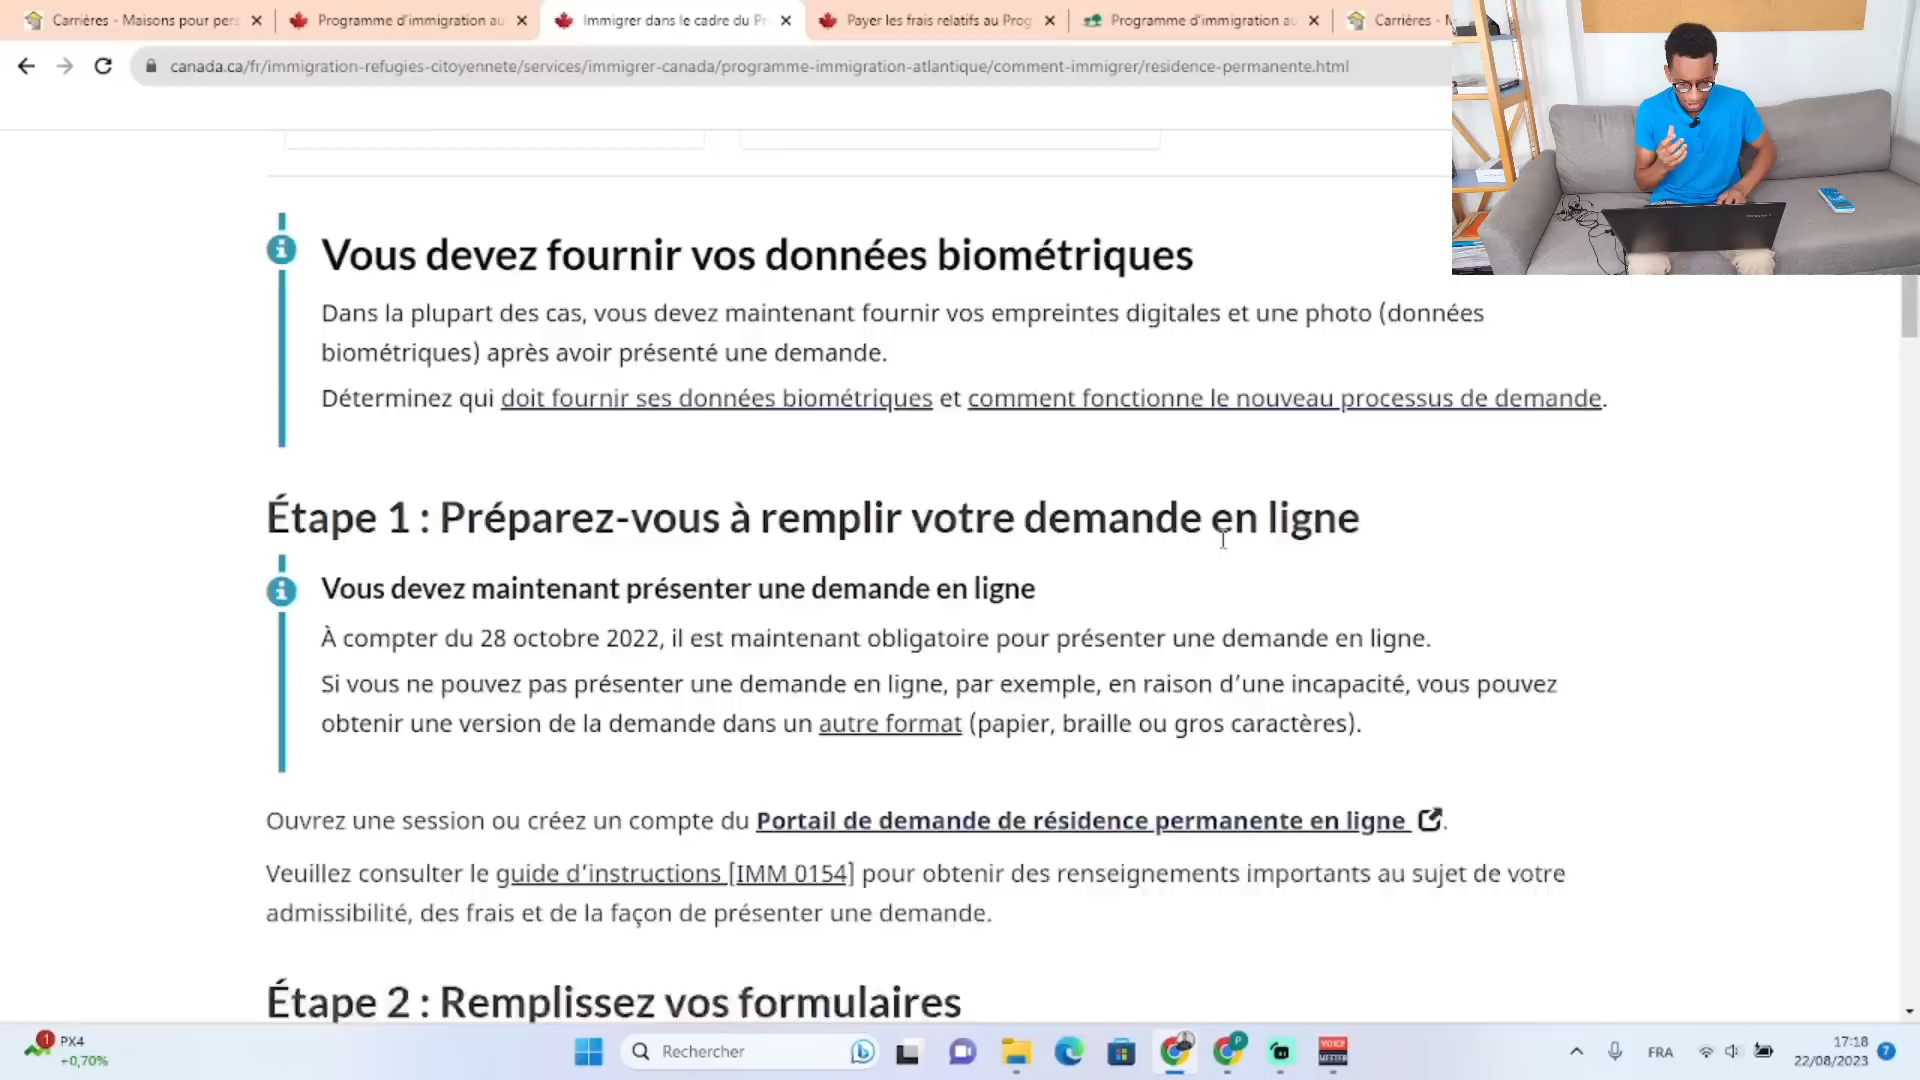 Carrières - Maisons pour pers
Programme d'immigration au
Immigrer dans le cadre du Pr
Payer les frais relatifs au Prog
Programme d'immigration au
Carrières - M
canada.ca/fr/immigration-refugies-citoyennete/services/immigrer-canada/programme-immigration-atlantique/comment-immigrer/residence-permanente.html
Vous devez fournir vos données biométriques
Dans la plupart des cas, vous devez maintenant fournir vos empreintes digitales et une photo (données
biométriques) après avoir présenté une demande.
Déterminez qui doit fournir ses données biométriques et comment fonctionne le nouveau processus de demande.
Étape 1 : Préparez-vous à remplir votre demande en ligne
Vous devez maintenant présenter une demande en ligne
À compter du 28 octobre 2022, il est maintenant obligatoire pour présenter une demande en ligne.
Si vous ne pouvez pas présenter une demande en ligne, par exemple, en raison d'une incapacité, vous pouvez
obtenir une version de la demande dans un autre format (papier, braille ou gros caractères).
Ouvrez une session ou créez un compte du Portail de demande de résidence permanente en ligne.
Veuillez consulter le guide d'instructions [IMM 0154] pour obtenir des renseignements importants au sujet de votre
admissibilité, des frais et de la façon de présenter une demande.
Étape 2 : Remplissez vos formulaires
1
PX4
+0,70%
Rechercher
P
VOICE
MEETER
FRA
17:18
22/08/2023
7